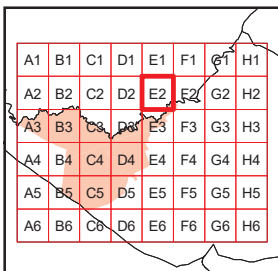 A1 B1 C1 D1 E1 F1 G1 H1
A2 B2 C2 D2 E2 F2 G2 H2
A3 B3 C3 D3 E3 F3 G3 H3
A4 B4 C4 D4 E4 F4 G4 H4
A5 B5 C5 D5 E5 F5 G5 H5
A6 B6 C6 D6 E6 F6 G6 H6